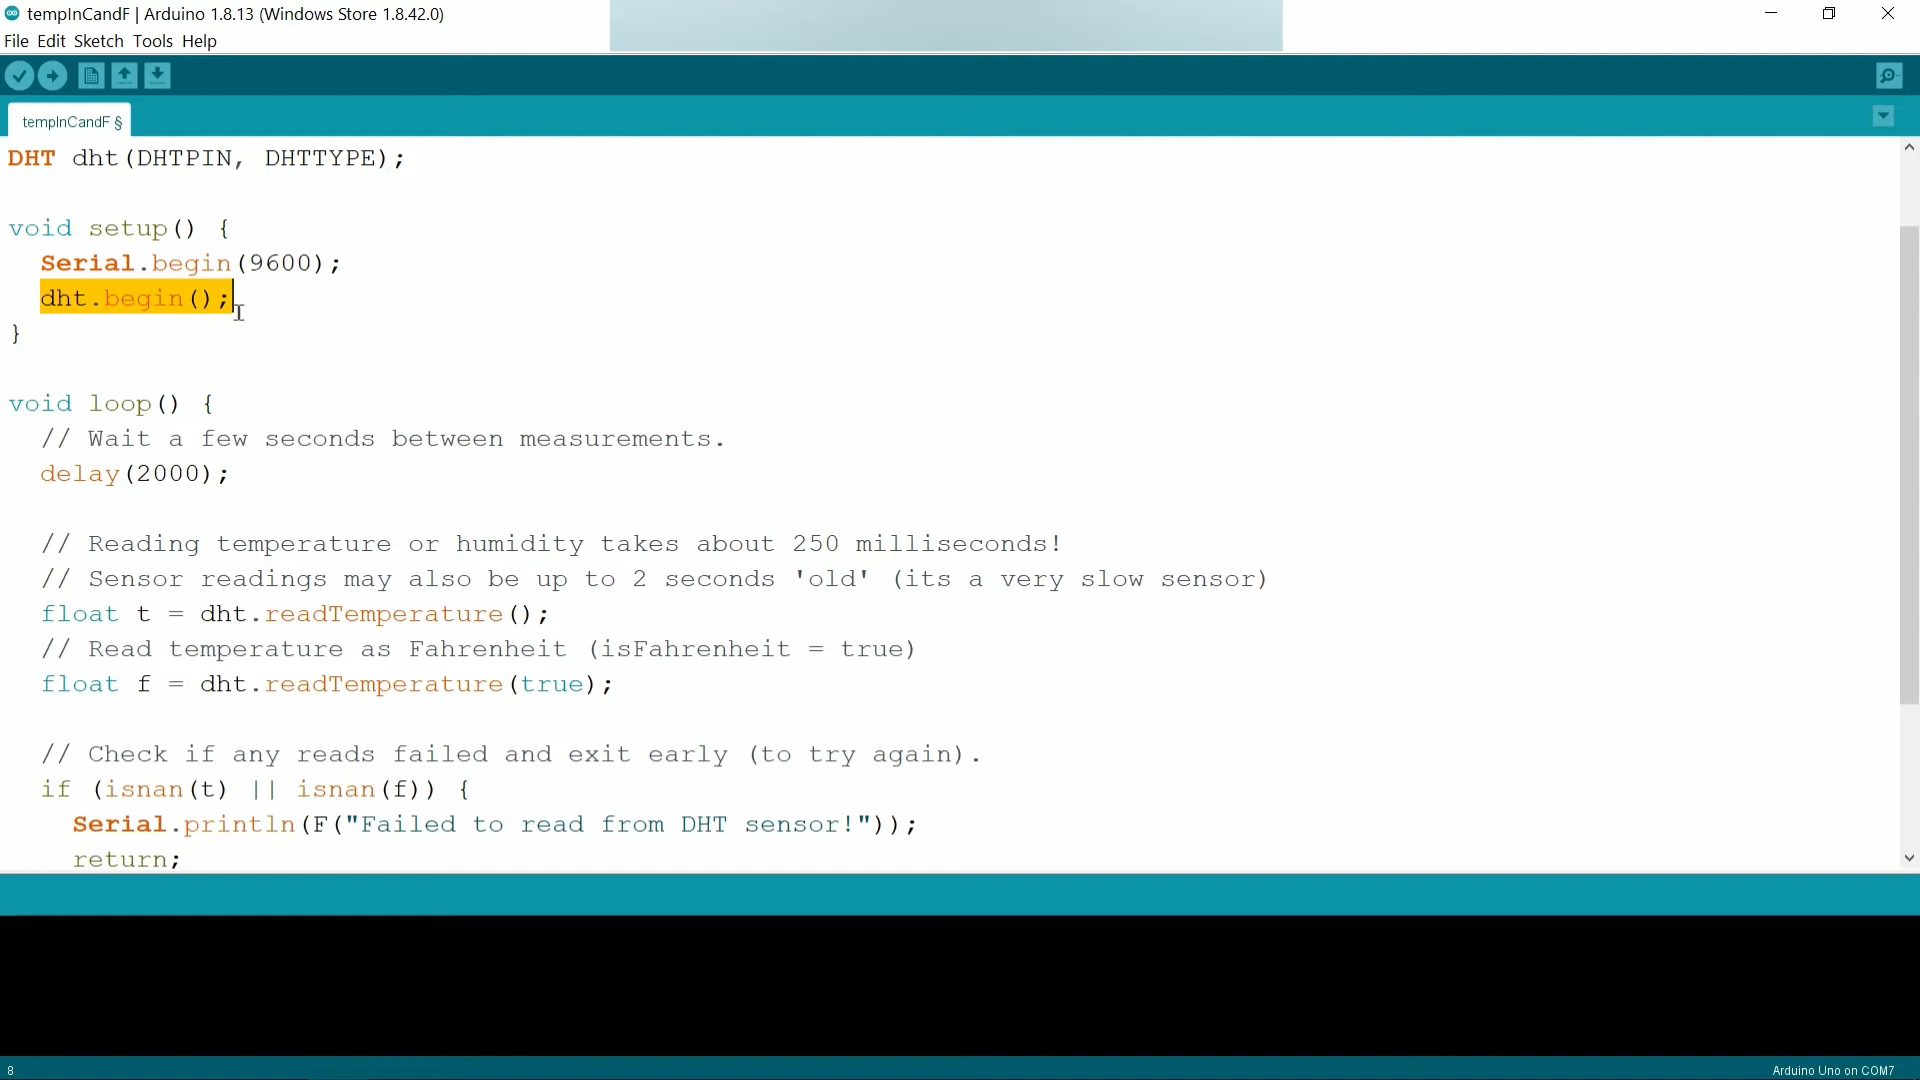 tempInCandF | Arduino 1.8.13 (Windows Store 1.8.42.0)
File Edit Sketch Tools Help
tempInCandF §
DHT dht(DHTPIN, DHTTYPE);
void setup() {
Serial.begin(9600);
dht.begin();
}
void loop() {
// Wait a few seconds between measurements.
delay(2000);
// Reading temperature or humidity takes about 250 milliseconds!
// Sensor readings may also be up to 2 seconds 'old' (its a very slow sensor)
float t = dht.readTemperature();
// Read temperature as Fahrenheit (isFahrenheit = true)
float f = dht.readTemperature(true);
// Check if any reads failed and exit early (to try again).
if (isnan(t) || isnan(f)) {
Serial.println(F("Failed to read from DHT sensor!"));
return;
8
Arduino Uno on COM7